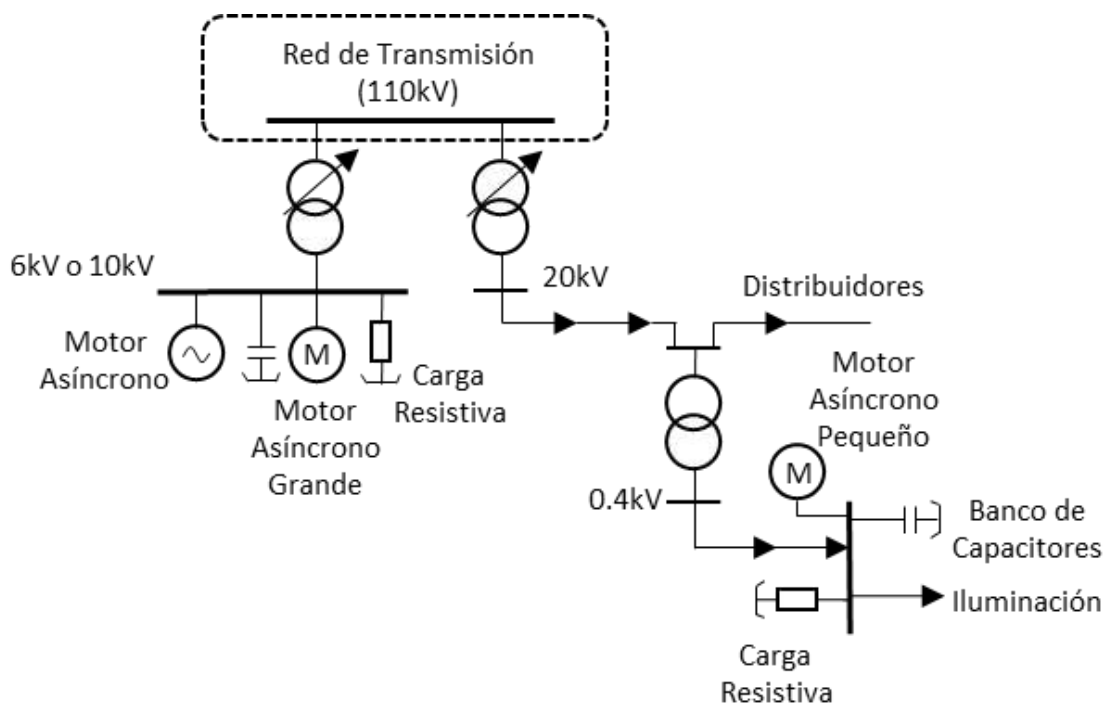 Red de Transmisión
(110kV)
6kV o 10kV
20kV
Distribuidores
Motor
Asíncrono
M
Motor
Asíncrono
Grande
Carga
Resistiva
Motor
Asíncrono
Pequeño
M
0.4kV
Banco de
Capacitores
Iluminación
Carga
Resistiva